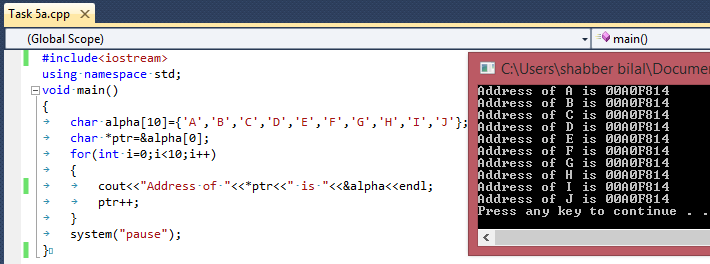 Task 5a.cpp
(Global Scope)
main()
#include<iostream>
using namespace std;
void main()
{
char alpha[10]={'A','B','C','D','E','F','G','H','I','J'};
char *ptr=&alpha[0];
for(int i=0;i<10;i++)
{
cout<<"Address of "<<*ptr<<" is "<<&alpha<<endl;
ptr++;
}
system("pause");
}
C:\Users\shabber bilal\Docume
Address of A is 00A0F814
Address of B is 00A0F814
Address of C is 00A0F814
Address of D is 00A0F814
Address of E is 00A0F814
Address of F is 00A0F814
Address of G is 00A0F814
Address of H is 00A0F814
Address of I is 00A0F814
Address of J is 00A0F814
Press any key to continue . .